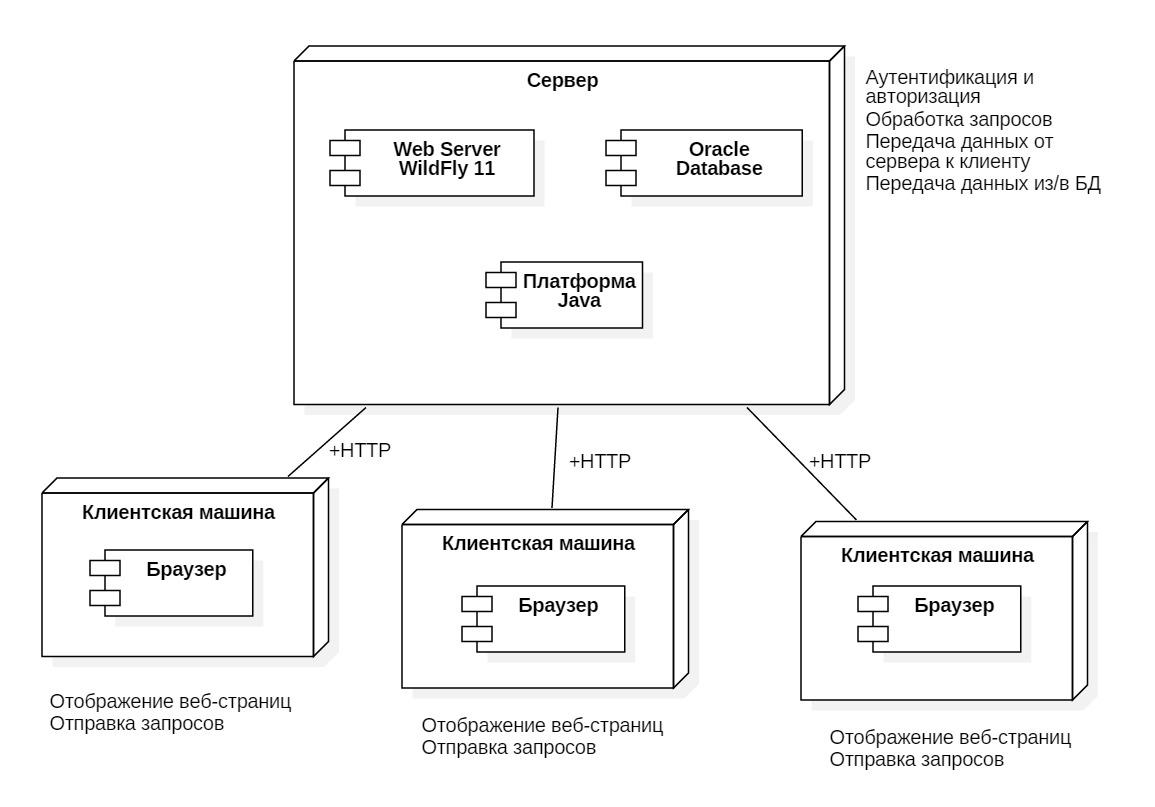 Сервер
Аутентификация и
авторизация
Обработка запросов
Передача данных от
сервера к клиенту
Передача данных из/в БД
Web Server
WildFly 11
Oracle
Database
Платформа
Java
+HTTP
+HTTP
+HTTP
Клиентская машина
Браузер
Отображение веб-страниц
Отправка запросов
Клиентская машина
Браузер
Отображение веб-страниц
Отправка запросов
Клиентская машина
Браузер
Отображение веб-страниц
Отправка запросов